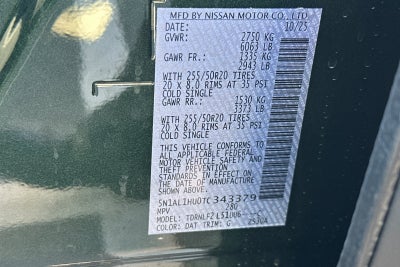 MFD BY NISSAN MOTOR CO., LTD.
DATE: 10/25
GVWR: 2750 KG
6063 LB
GAWR FR.: 1335 KG
2943 LB
WITH 255/50R20 TIRES
20 x 8.0 RIMS AT 35 PSI
COLD SINGLE
GAWR RR.: 1530 KG
3373 LB
WITH 255/50R20 TIRES
20 x 8.0 RIMS AT 35 PSI
COLD SINGLE
THIS VEHICLE CONFORMS TO
ALL APPLICABLE FEDERAL
MOTOR VEHICLE SAFETY AND
THEFT PREVENTION
STANDARDS IN EFFECT ON THE
DATE OF MANUFACTURE
SHOWN ABOVE.
5N1AL1HU0TC343379
MPV 280
MODEL:
COLOR: DAT TRIM: G